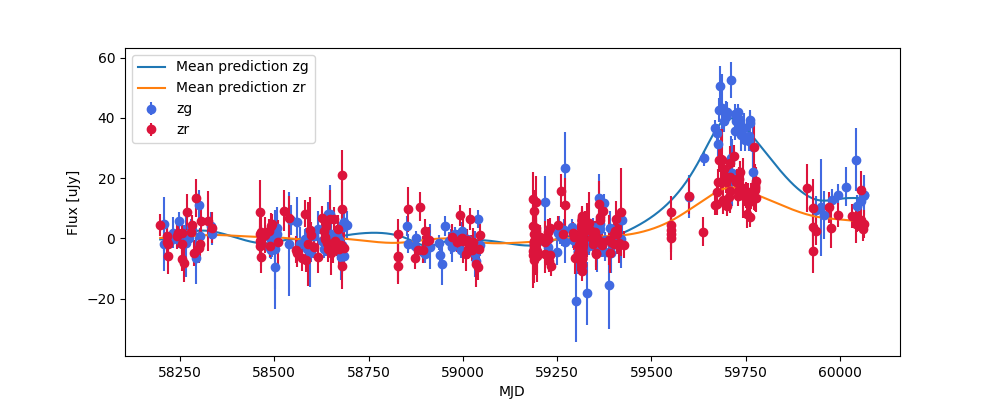 60
40
20
0
−20
Flux [uJy]
Mean prediction zg
Mean prediction zr
zg
zr
58250 58500 58750 59000 59250 59500 59750 60000
MJD